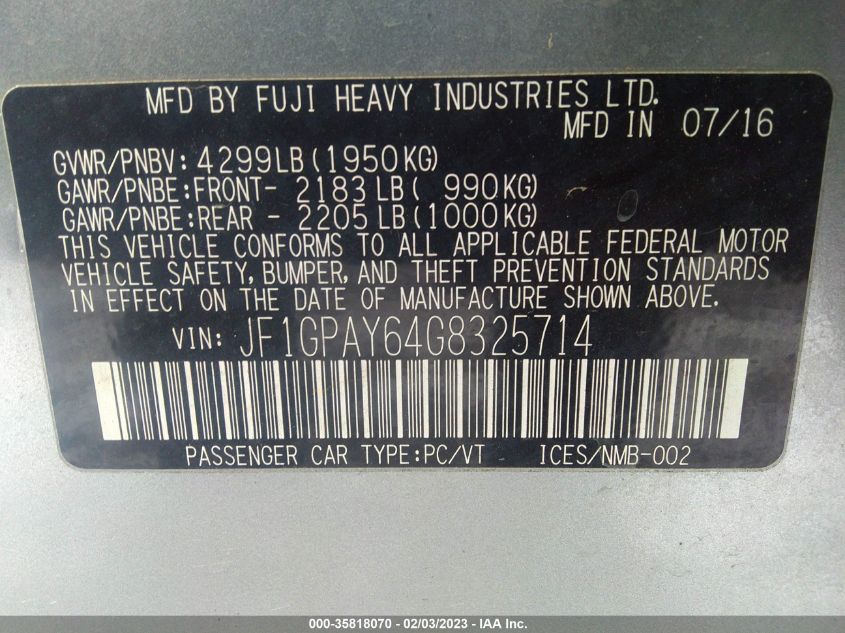 MFD BY FUJI HEAVY INDUSTRIES LTD.
MFD IN 07/16
GVWR/PNBV: 4299LB(1950KG)
GAWR/PNBE:FRONT- 2183LB( 990KG)
GAWR/PNBE:REAR - 2205LB(1000KG)
THIS VEHICLE CONFORMS TO ALL APPLICABLE FEDERAL MOTOR
VEHICLE SAFETY, BUMPER, AND THEFT PREVENTION STANDARDS
IN EFFECT ON THE DATE OF MANUFACTURE SHOWN ABOVE.
VIN: JF1GPAY64G8325714
PASSENGER CAR TYPE:PC/VT ICES/NMB-002
000-35818070 - 02/03/2023 - IAA Inc.